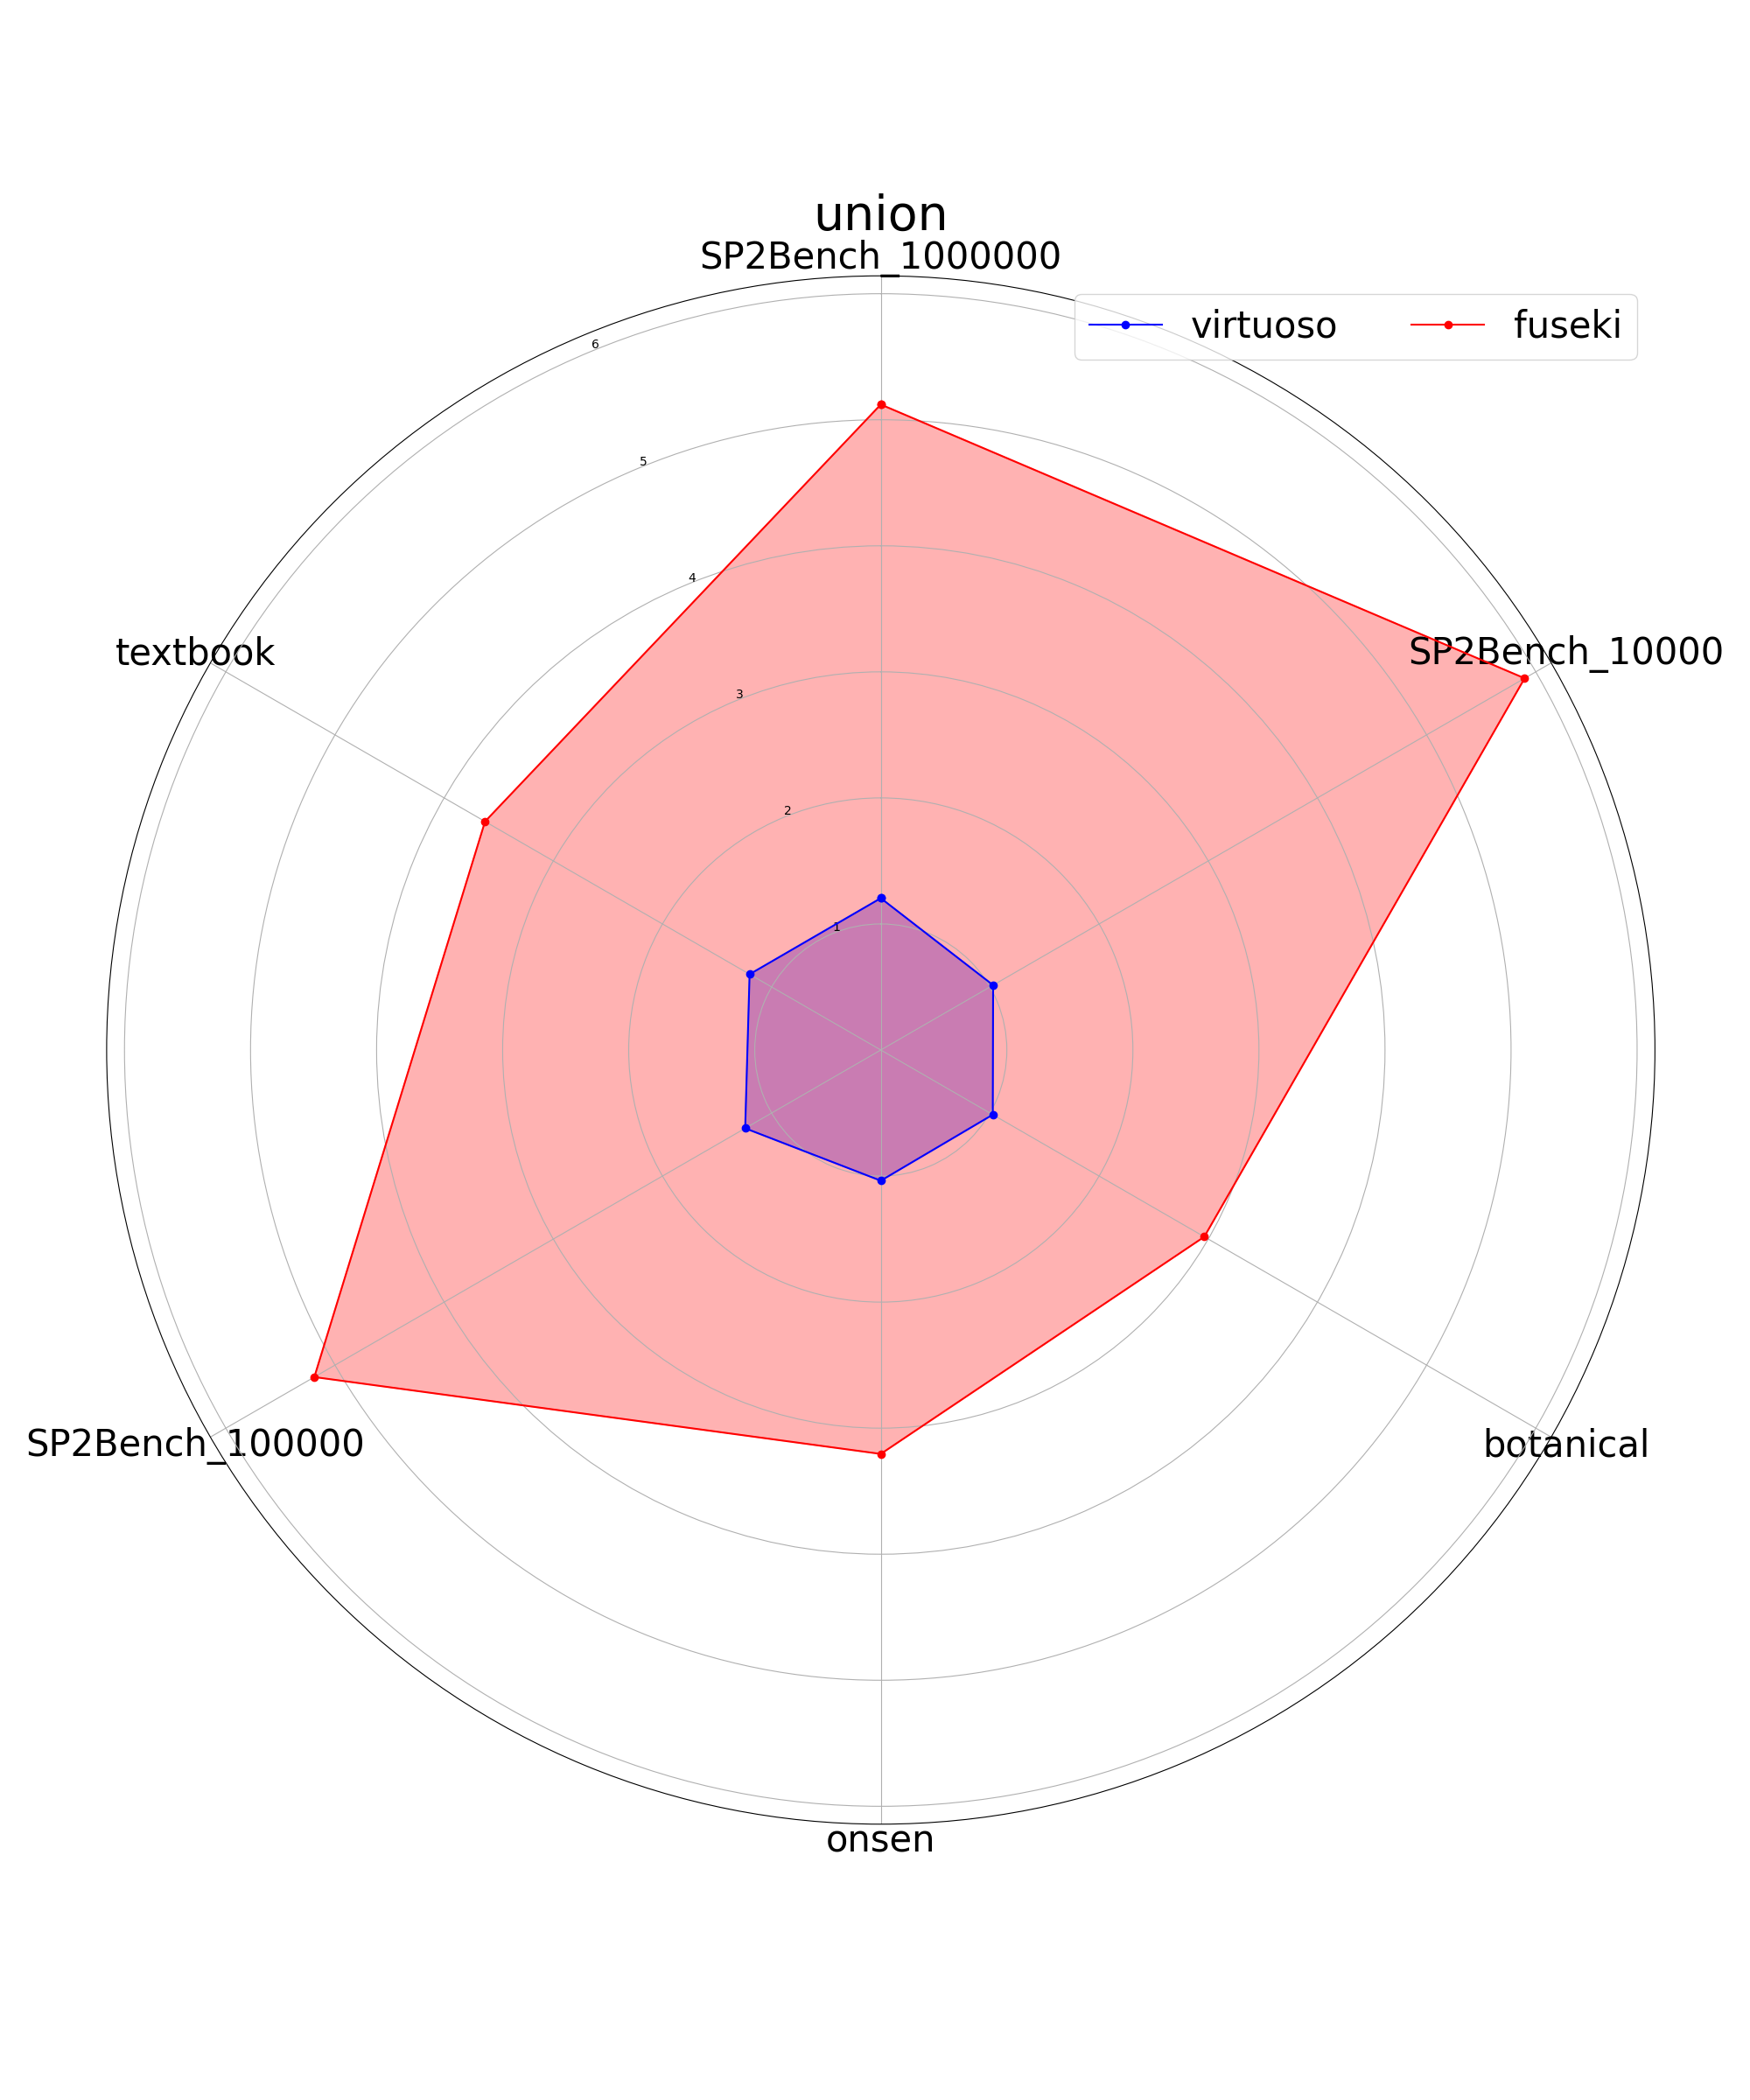 union
SP2Bench_1000000
virtuoso fuseki
6
5
4
textbook
SP2Bench_10000
3
2
1
SP2Bench_100000
botanical
onsen